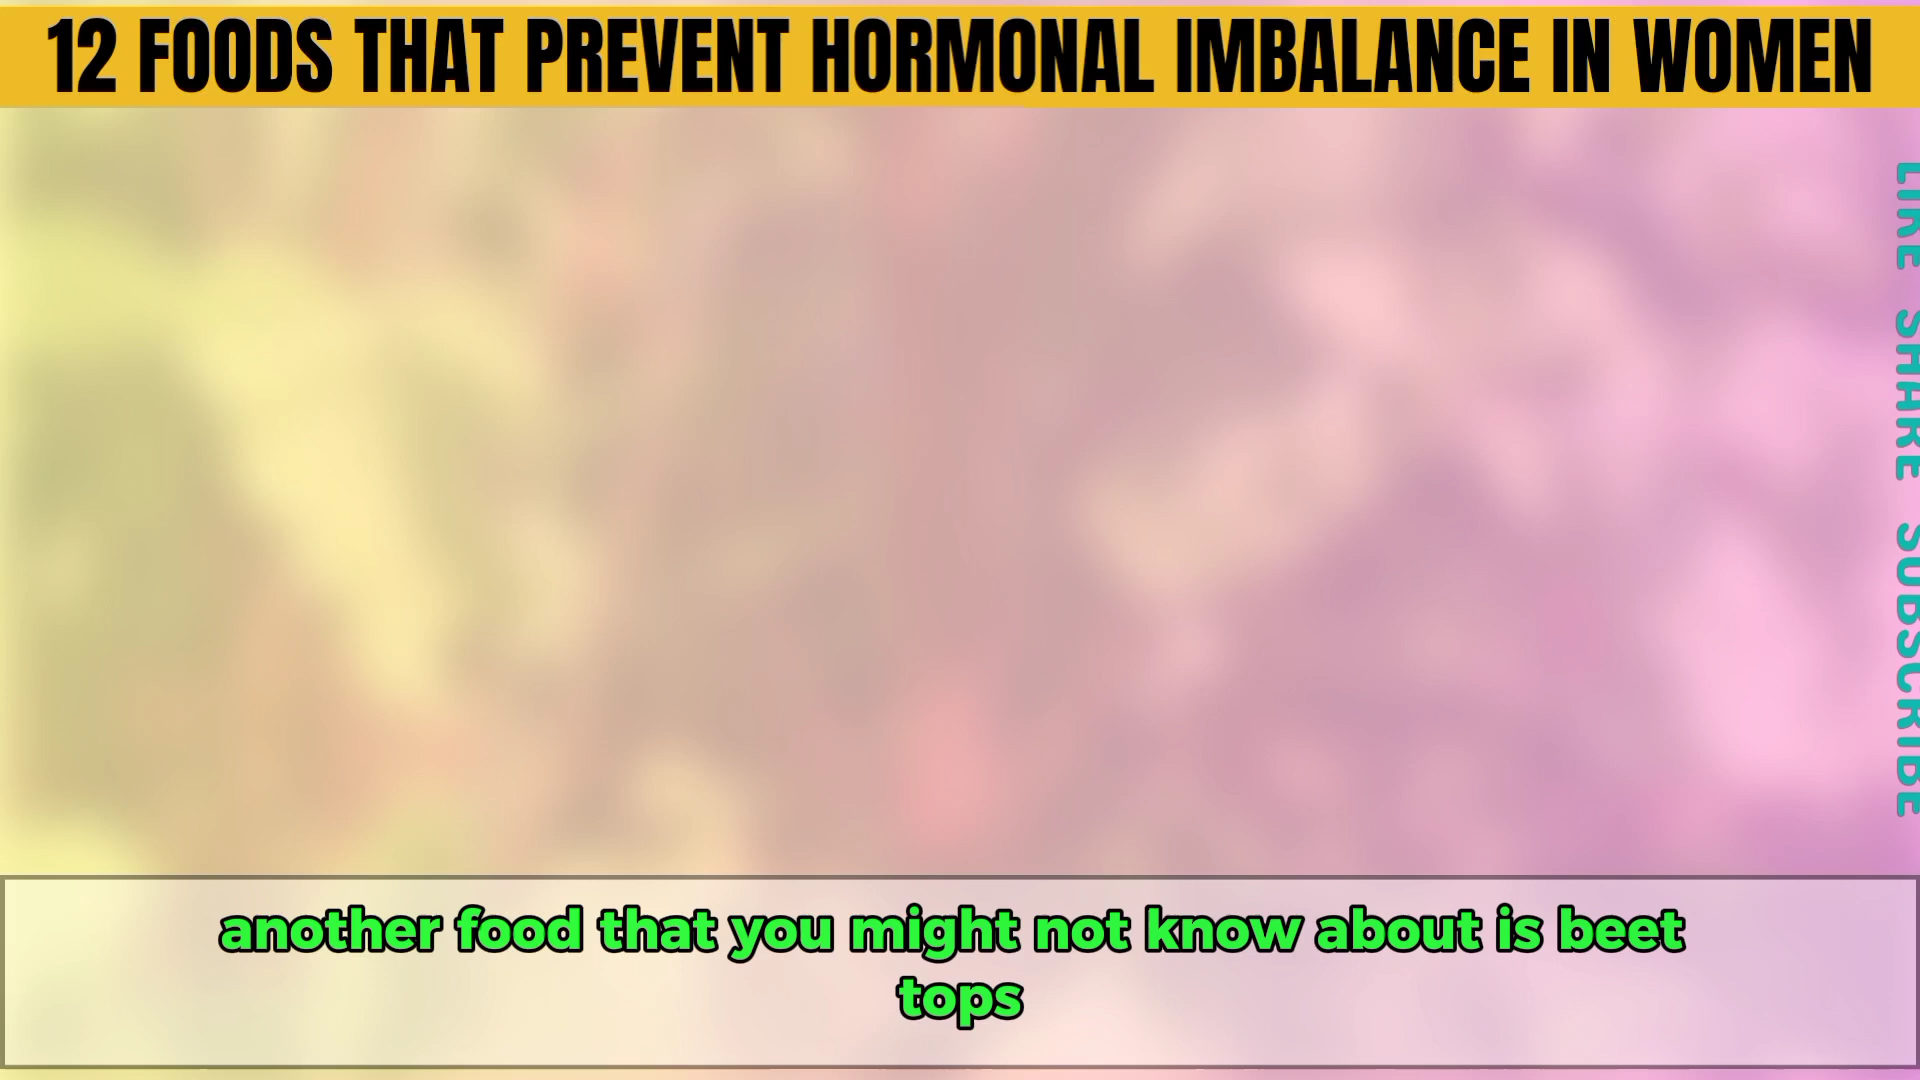 12 FOODS THAT PREVENT HORMONAL IMBALANCE IN WOMEN
LIKE SHARE SUBSCRIBE
another food that you might not know about is beet
tops